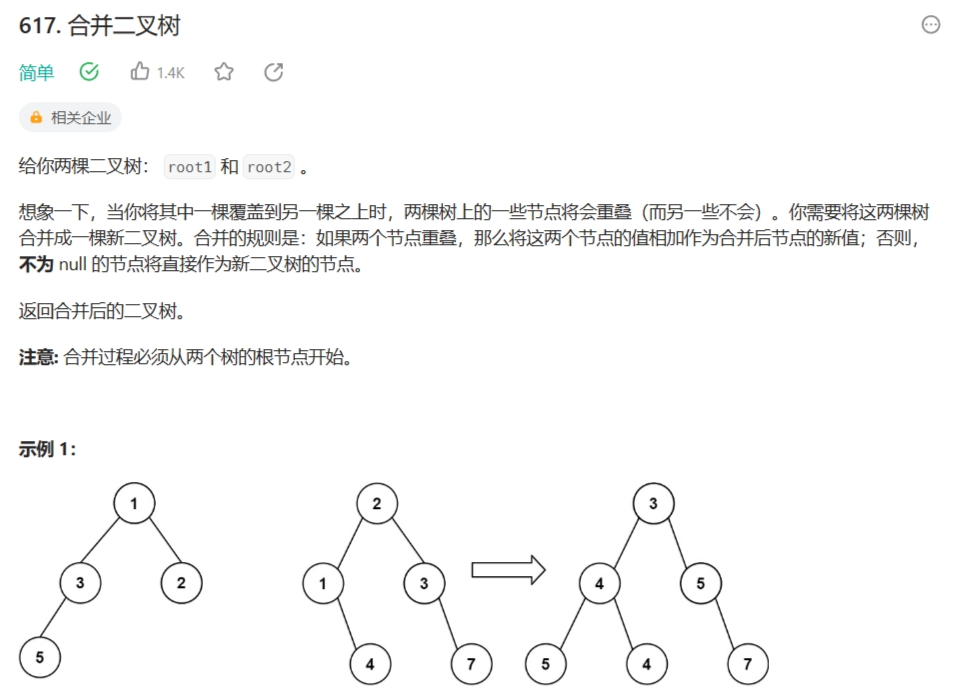 617. 合并二叉树
简单 1.4K
相关企业
给你两棵二叉树： root1 和 root2 。
想象一下，当你将其中一棵覆盖到另一棵之上时，两棵树上的一些节点将会重叠（而另一些不会）。你需要将这两棵树
合并成一棵新二叉树。合并的规则是：如果两个节点重叠，那么将这两个节点的值相加作为合并后节点的新值；否则，
不为 null 的节点将直接作为新二叉树的节点。
返回合并后的二叉树。
注意: 合并过程必须从两个树的根节点开始。
示例 1：
1 2 3
3 2 1 3 4 5
5 4 7 5 4 7